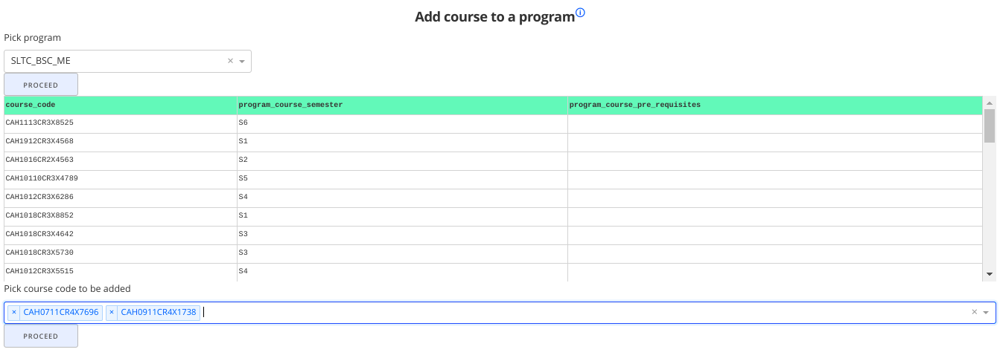 Add course to a program
Pick program
SLTC_BSC_ME
PROCEED
course_code program_course_semester program_course_pre_requisites
CAH1113CR3X8525 S6
CAH1912CR3X4568 S1
CAH1016CR2X4563 S2
CAH10110CR3X4789 S5
CAH1012CR3X6286 S4
CAH1018CR3X8852 S1
CAH1018CR3X4642 S3
CAH1018CR3X5730 S3
CAH1012CR3X5515 S4
Pick course code to be added
× CAH0711CR4X7696 × CAH0911CR4X1738
PROCEED